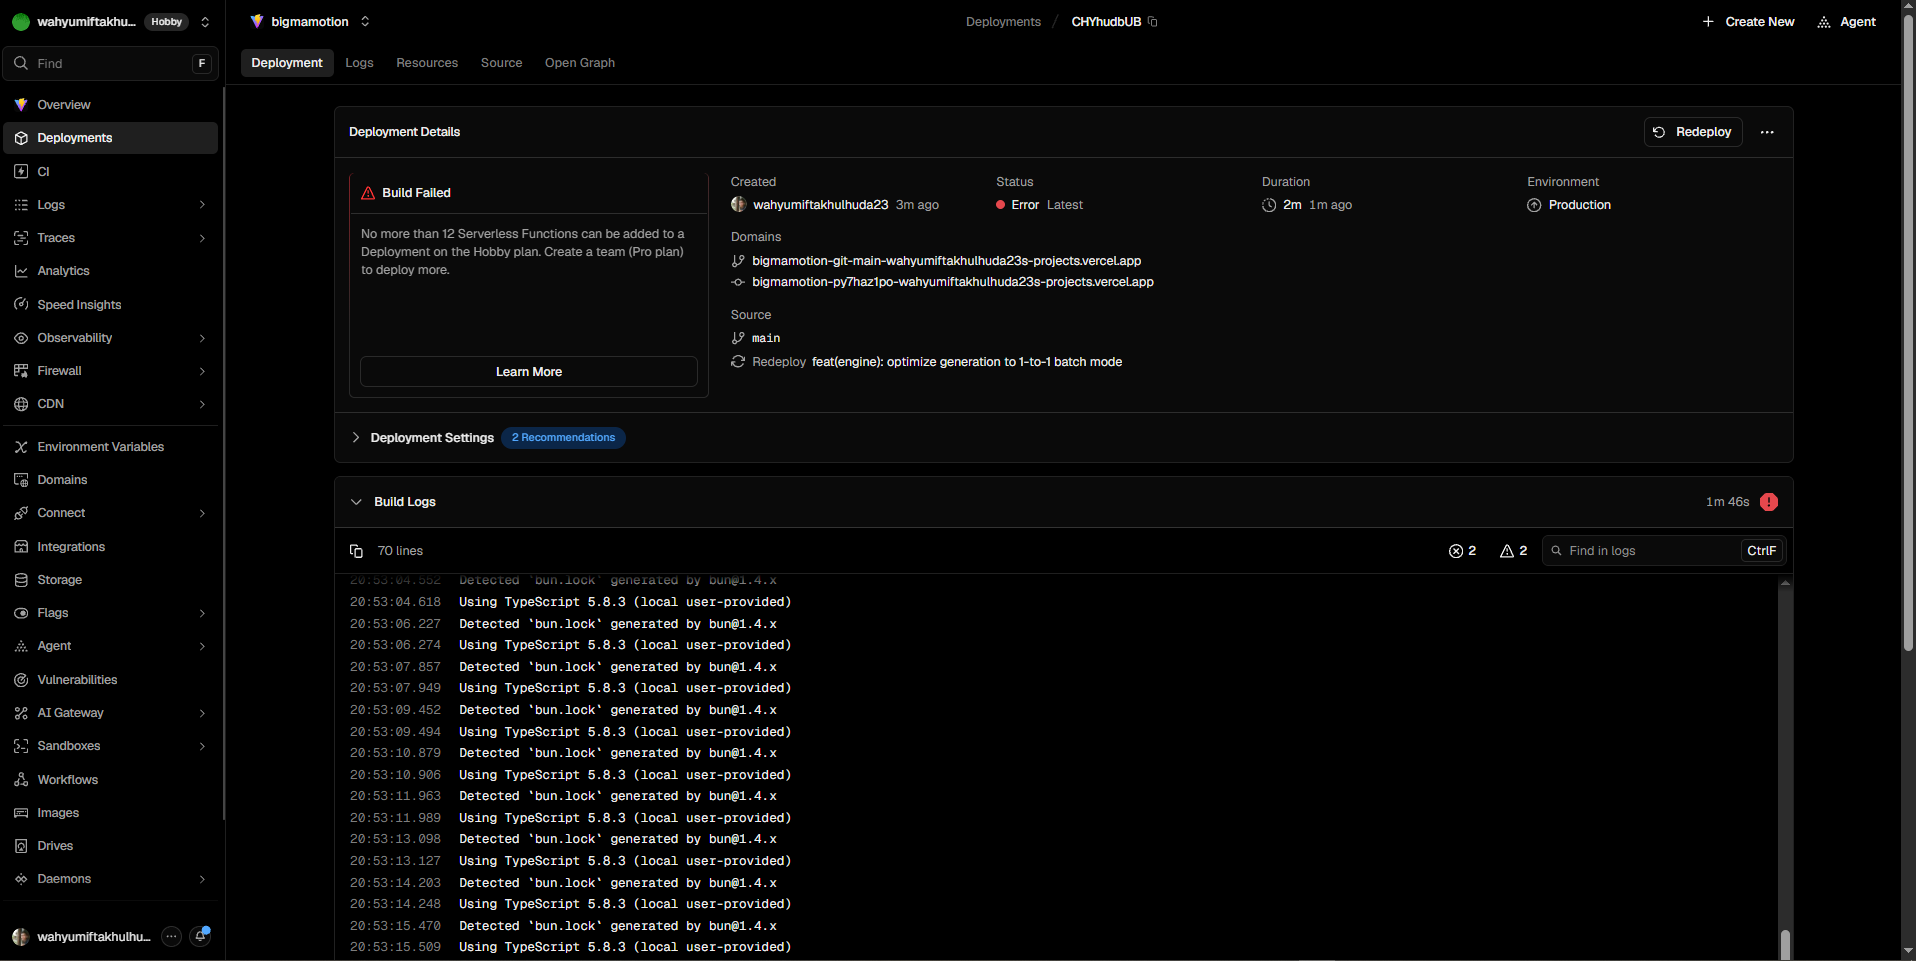 wahyumiftakhu... Hobby
bigmamotion
Deployments / CHYhudbUB
Create New
Agent
Find F
Deployment
Logs
Resources
Source
Open Graph
Overview
Deployments
CI
Logs
Traces
Analytics
Speed Insights
Observability
Firewall
CDN
Environment Variables
Domains
Connect
Integrations
Storage
Flags
Agent
Vulnerabilities
AI Gateway
Sandboxes
Workflows
Images
Drives
Daemons
wahyumiftakhulhu...
Deployment Details
Redeploy
Build Failed
No more than 12 Serverless Functions can be added to a
Deployment on the Hobby plan. Create a team (Pro plan)
to deploy more.
Learn More
Created
wahyumiftakhulhuda23 3m ago
Status
Error Latest
Duration
2m 1m ago
Environment
Production
Domains
bigmamotion-git-main-wahyumiftakhulhuda23s-projects.vercel.app
bigmamotion-py7haz1po-wahyumiftakhulhuda23s-projects.vercel.app
Source
main
Redeploy feat(engine): optimize generation to 1-to-1 batch mode
Deployment Settings 2 Recommendations
Build Logs
1m 46s
70 lines
2
2
Find in logs CtrlF
20:53:04.552 Detected `bun.lock` generated by bun@1.4.x
20:53:04.618 Using TypeScript 5.8.3 (local user-provided)
20:53:06.227 Detected `bun.lock` generated by bun@1.4.x
20:53:06.274 Using TypeScript 5.8.3 (local user-provided)
20:53:07.857 Detected `bun.lock` generated by bun@1.4.x
20:53:07.949 Using TypeScript 5.8.3 (local user-provided)
20:53:09.452 Detected `bun.lock` generated by bun@1.4.x
20:53:09.494 Using TypeScript 5.8.3 (local user-provided)
20:53:10.879 Detected `bun.lock` generated by bun@1.4.x
20:53:10.906 Using TypeScript 5.8.3 (local user-provided)
20:53:11.963 Detected `bun.lock` generated by bun@1.4.x
20:53:11.989 Using TypeScript 5.8.3 (local user-provided)
20:53:13.098 Detected `bun.lock` generated by bun@1.4.x
20:53:13.127 Using TypeScript 5.8.3 (local user-provided)
20:53:14.203 Detected `bun.lock` generated by bun@1.4.x
20:53:14.248 Using TypeScript 5.8.3 (local user-provided)
20:53:15.470 Detected `bun.lock` generated by bun@1.4.x
20:53:15.509 Using TypeScript 5.8.3 (local user-provided)